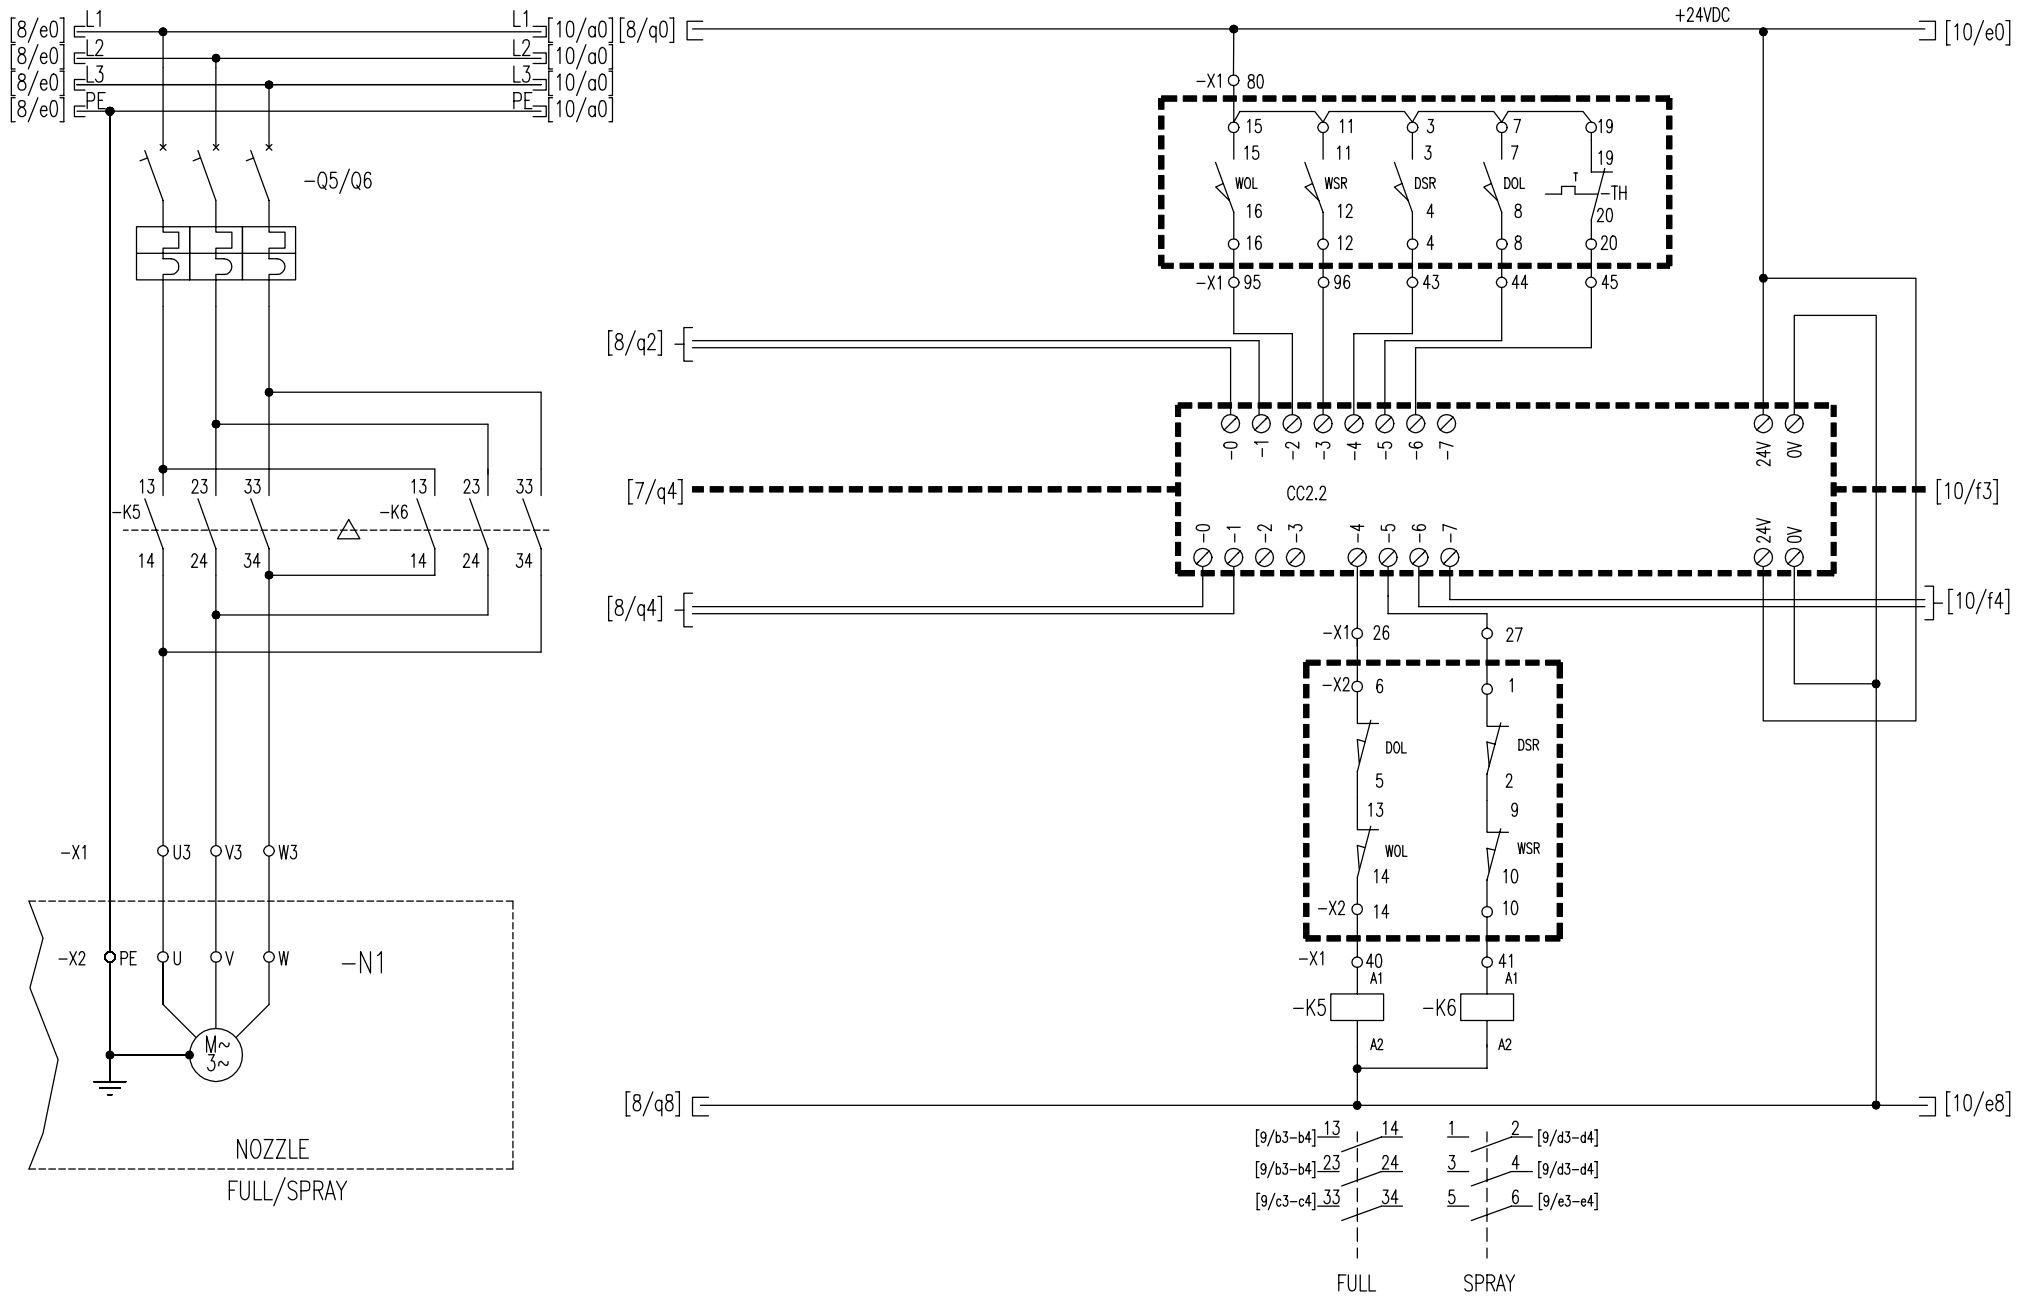 [8/e0] L1 L1 [10/a0] [8/q0] +24VDC [10/e0]
[8/e0] L2 L2 [10/a0]
[8/e0] L3 L3 [10/a0]
[8/e0] PE PE [10/a0]
-X1 80
15 11 3 7 19
15 11 3 7 19
-Q5/Q6
WOL WSR DSR DOL T -TH
16 12 4 8 20
16 12 4 8 20
-X1 95 96 43 44 45
[8/q2]
-0 -1 -2 -3 -4 -5 -6 -7 24V 0V
[7/q4] CC2.2 [10/f3]
13 23 33 13 23 33
-K5 -K6
14 24 34 14 24 34
-0 -1 -2 -3 -4 -5 -6 -7 24V 0V
[8/q4] [10/f4]
-X1 26 27
-X2 6 1
DOL DSR
5 2
13 9
WOL WSR
14 10
-X2 14 10
-X1 U3 V3 W3
-X2 PE U V W -N1
-X1 40 41
A1 A1
-K5 -K6
A2 A2
M~
3~
[8/q8] [10/e8]
[9/b3-b4] 13 14 1 2 [9/d3-d4]
[9/b3-b4] 23 24 3 4 [9/d3-d4]
[9/c3-c4] 33 34 5 6 [9/e3-e4]
NOZZLE
FULL/SPRAY
FULL SPRAY